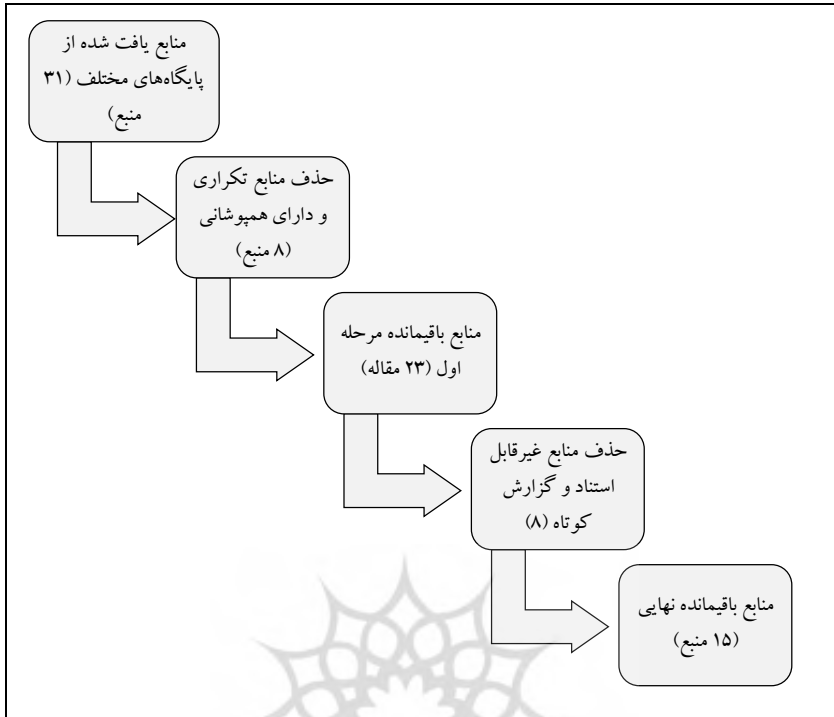 منابع یافت شده از
پایگاه‌های مختلف (۳۱
منبع)
حذف منابع تکراری
و دارای همپوشانی
(۸ منبع)
منابع باقیمانده مرحله
اول (۲۳ مقاله)
حذف منابع غیرقابل
استناد و گزارش
کوتاه (۸)
منابع باقیمانده نهایی
(۱۵ منبع)